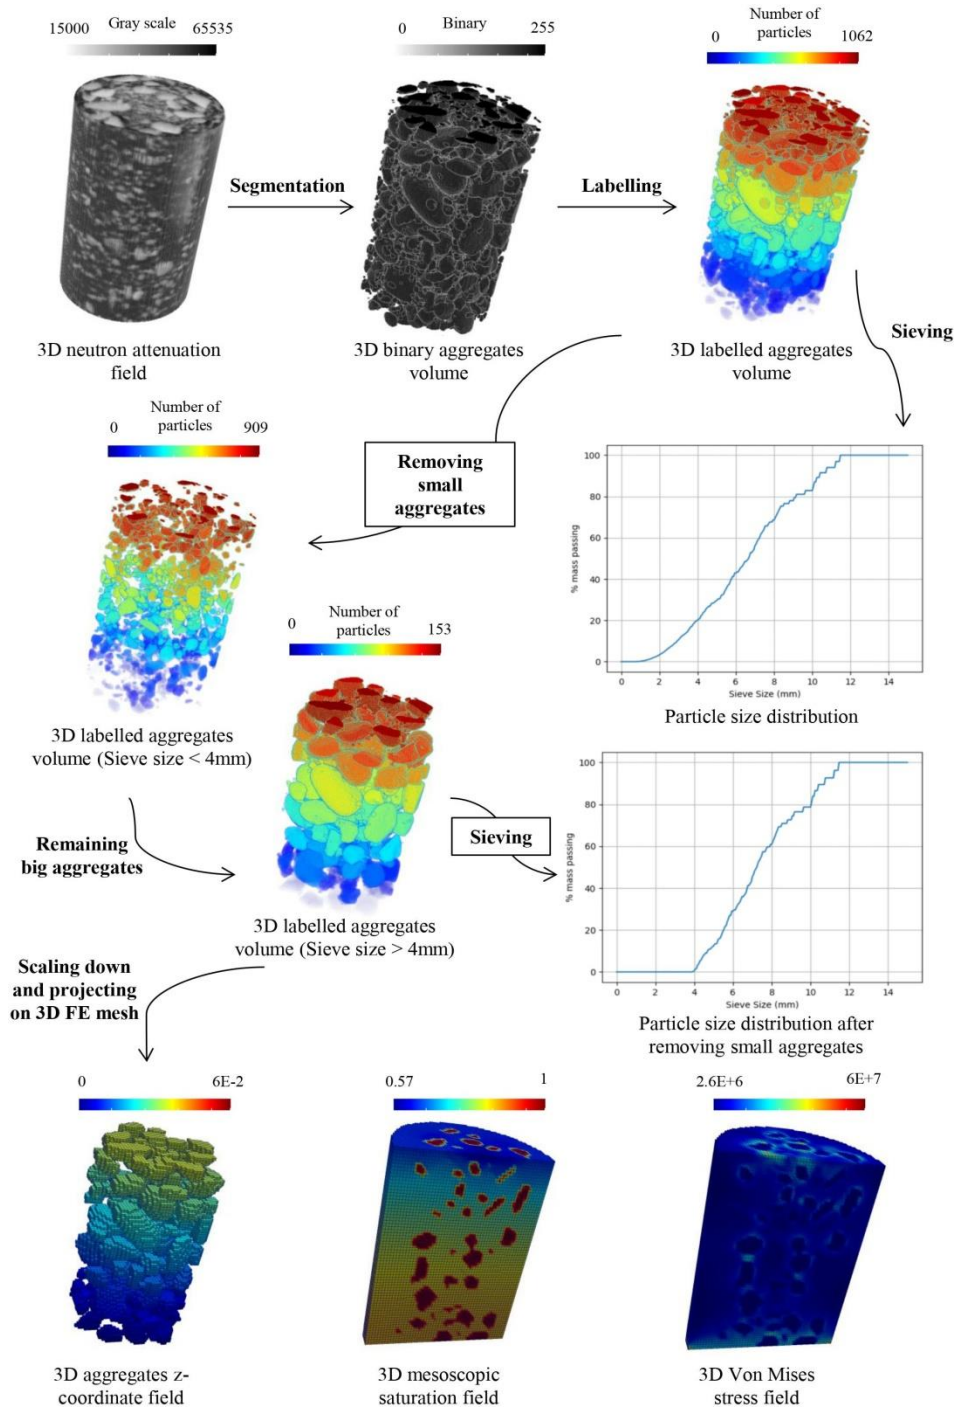 Gray scale
15000
65535
Binary
0
255
Number of
particles
0
1062
Segmentation
Labelling
3D neutron attenuation
field
3D binary aggregates
volume
3D labelled aggregates
volume
Sieving
Number of
particles
0
909
Removing
small
aggregates
100
80
60
40
20
0
% mass passing
0 2 4 6 8 10 12 14
Sieve Size (mm)
Particle size distribution
3D labelled aggregates
volume (Sieve size < 4mm)
Number of
particles
0
153
Remaining
big aggregates
Sieving
3D labelled aggregates
volume (Sieve size > 4mm)
100
80
60
40
20
0
% mass passing
0 2 4 6 8 10 12 14
Sieve Size (mm)
Particle size distribution after
removing small aggregates
Scaling down
and projecting
on 3D FE mesh
0
6E-2
0.57
1
2.6E+6
6E+7
3D aggregates z-
coordinate field
3D mesoscopic
saturation field
3D Von Mises
stress field